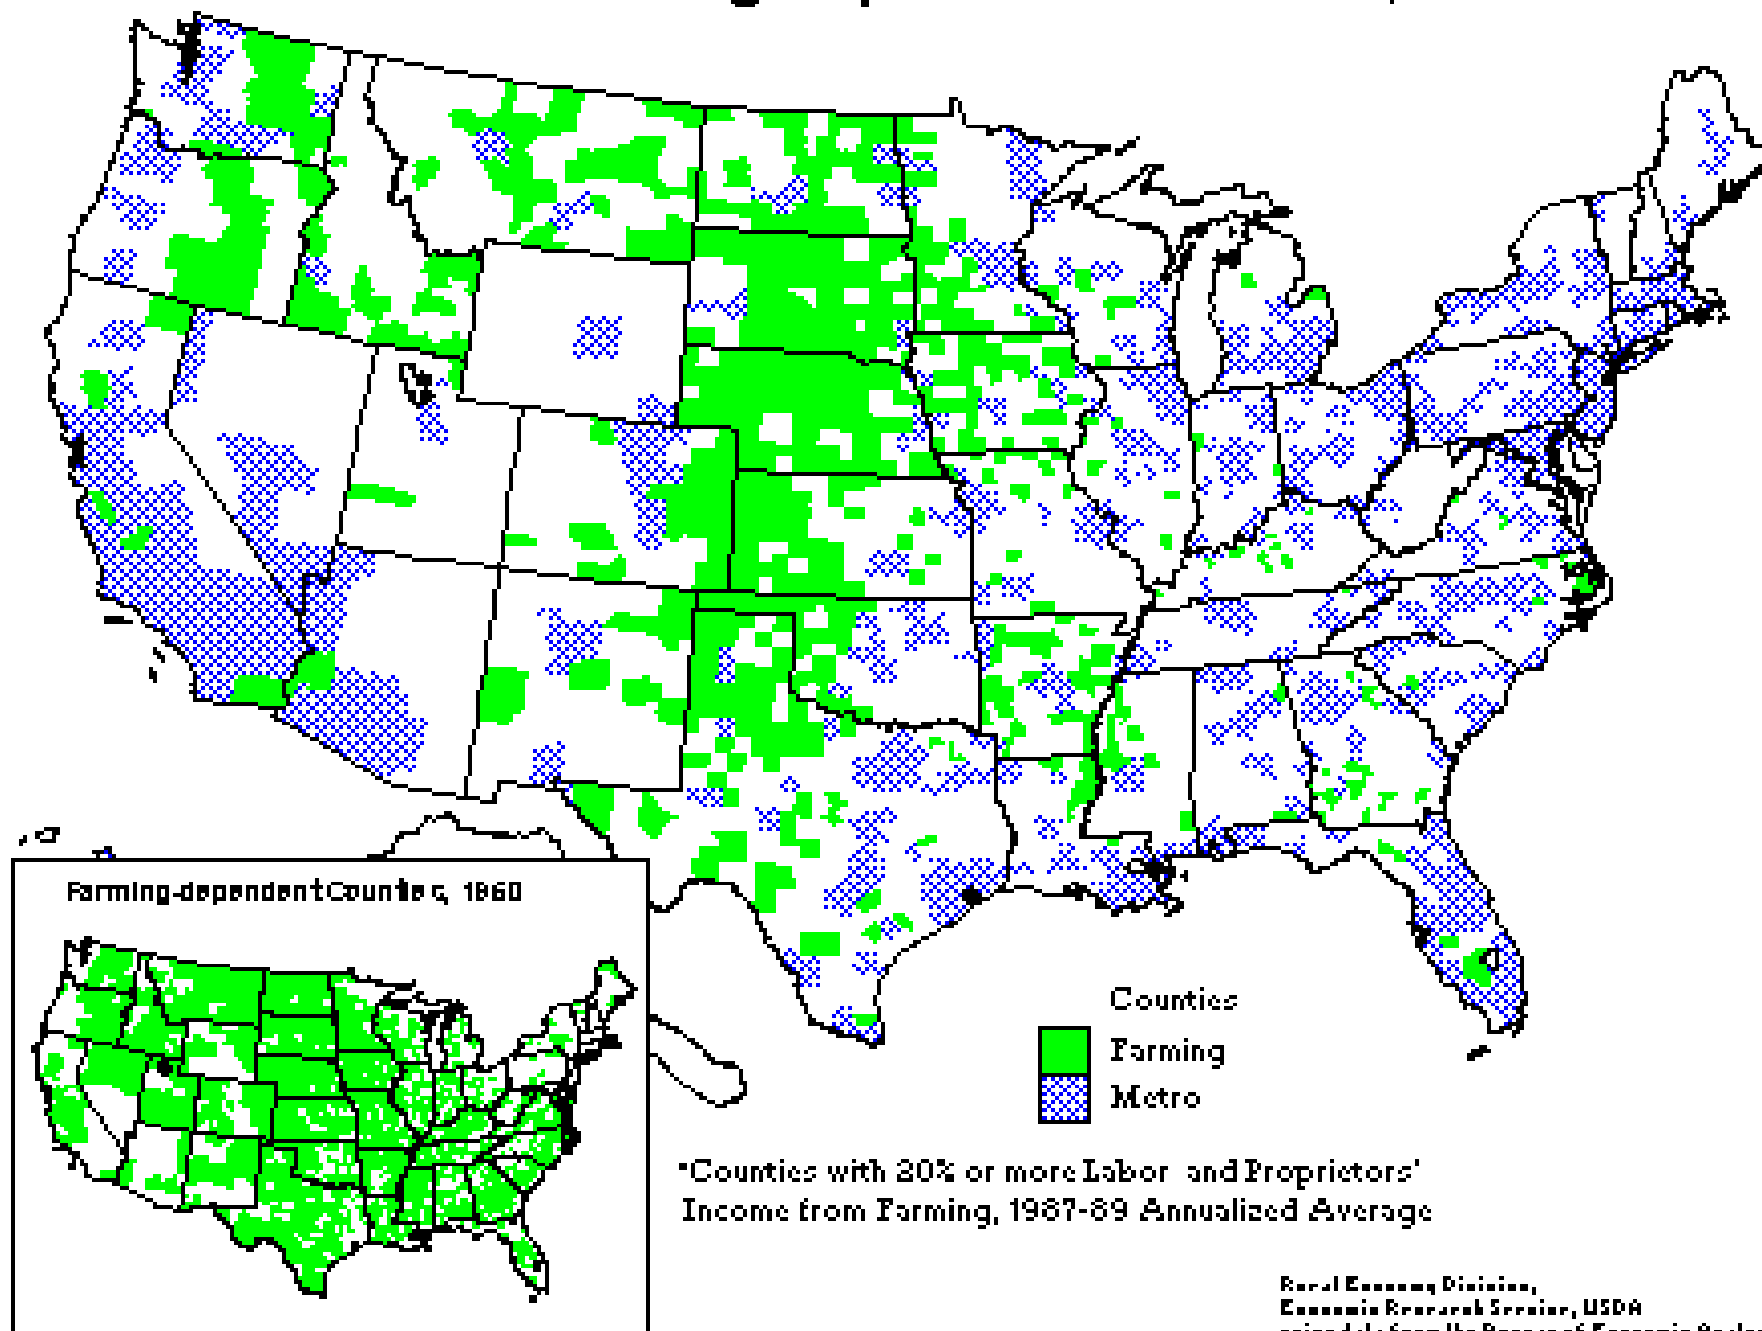 Farming-dependent Counties, 1960
Counties
Farming
Metro
*Counties with 20% or more Labor and Proprietors'
Income from Farming, 1987-89 Annualized Average
Rural Economy Division,
Economic Research Service, USDA